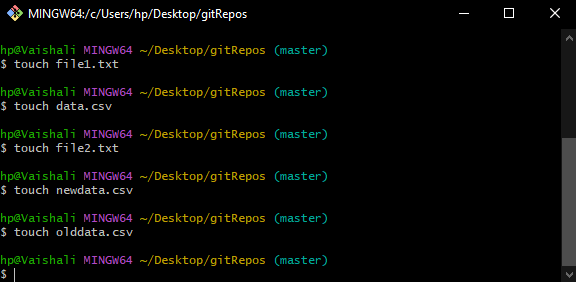 MINGW64:/c/Users/hp/Desktop/gitRepos
hp@Vaishali MINGW64 ~/Desktop/gitRepos (master)
$ touch file1.txt
hp@Vaishali MINGW64 ~/Desktop/gitRepos (master)
$ touch data.csv
hp@Vaishali MINGW64 ~/Desktop/gitRepos (master)
$ touch file2.txt
hp@Vaishali MINGW64 ~/Desktop/gitRepos (master)
$ touch newdata.csv
hp@Vaishali MINGW64 ~/Desktop/gitRepos (master)
$ touch olddata.csv
hp@Vaishali MINGW64 ~/Desktop/gitRepos (master)
$